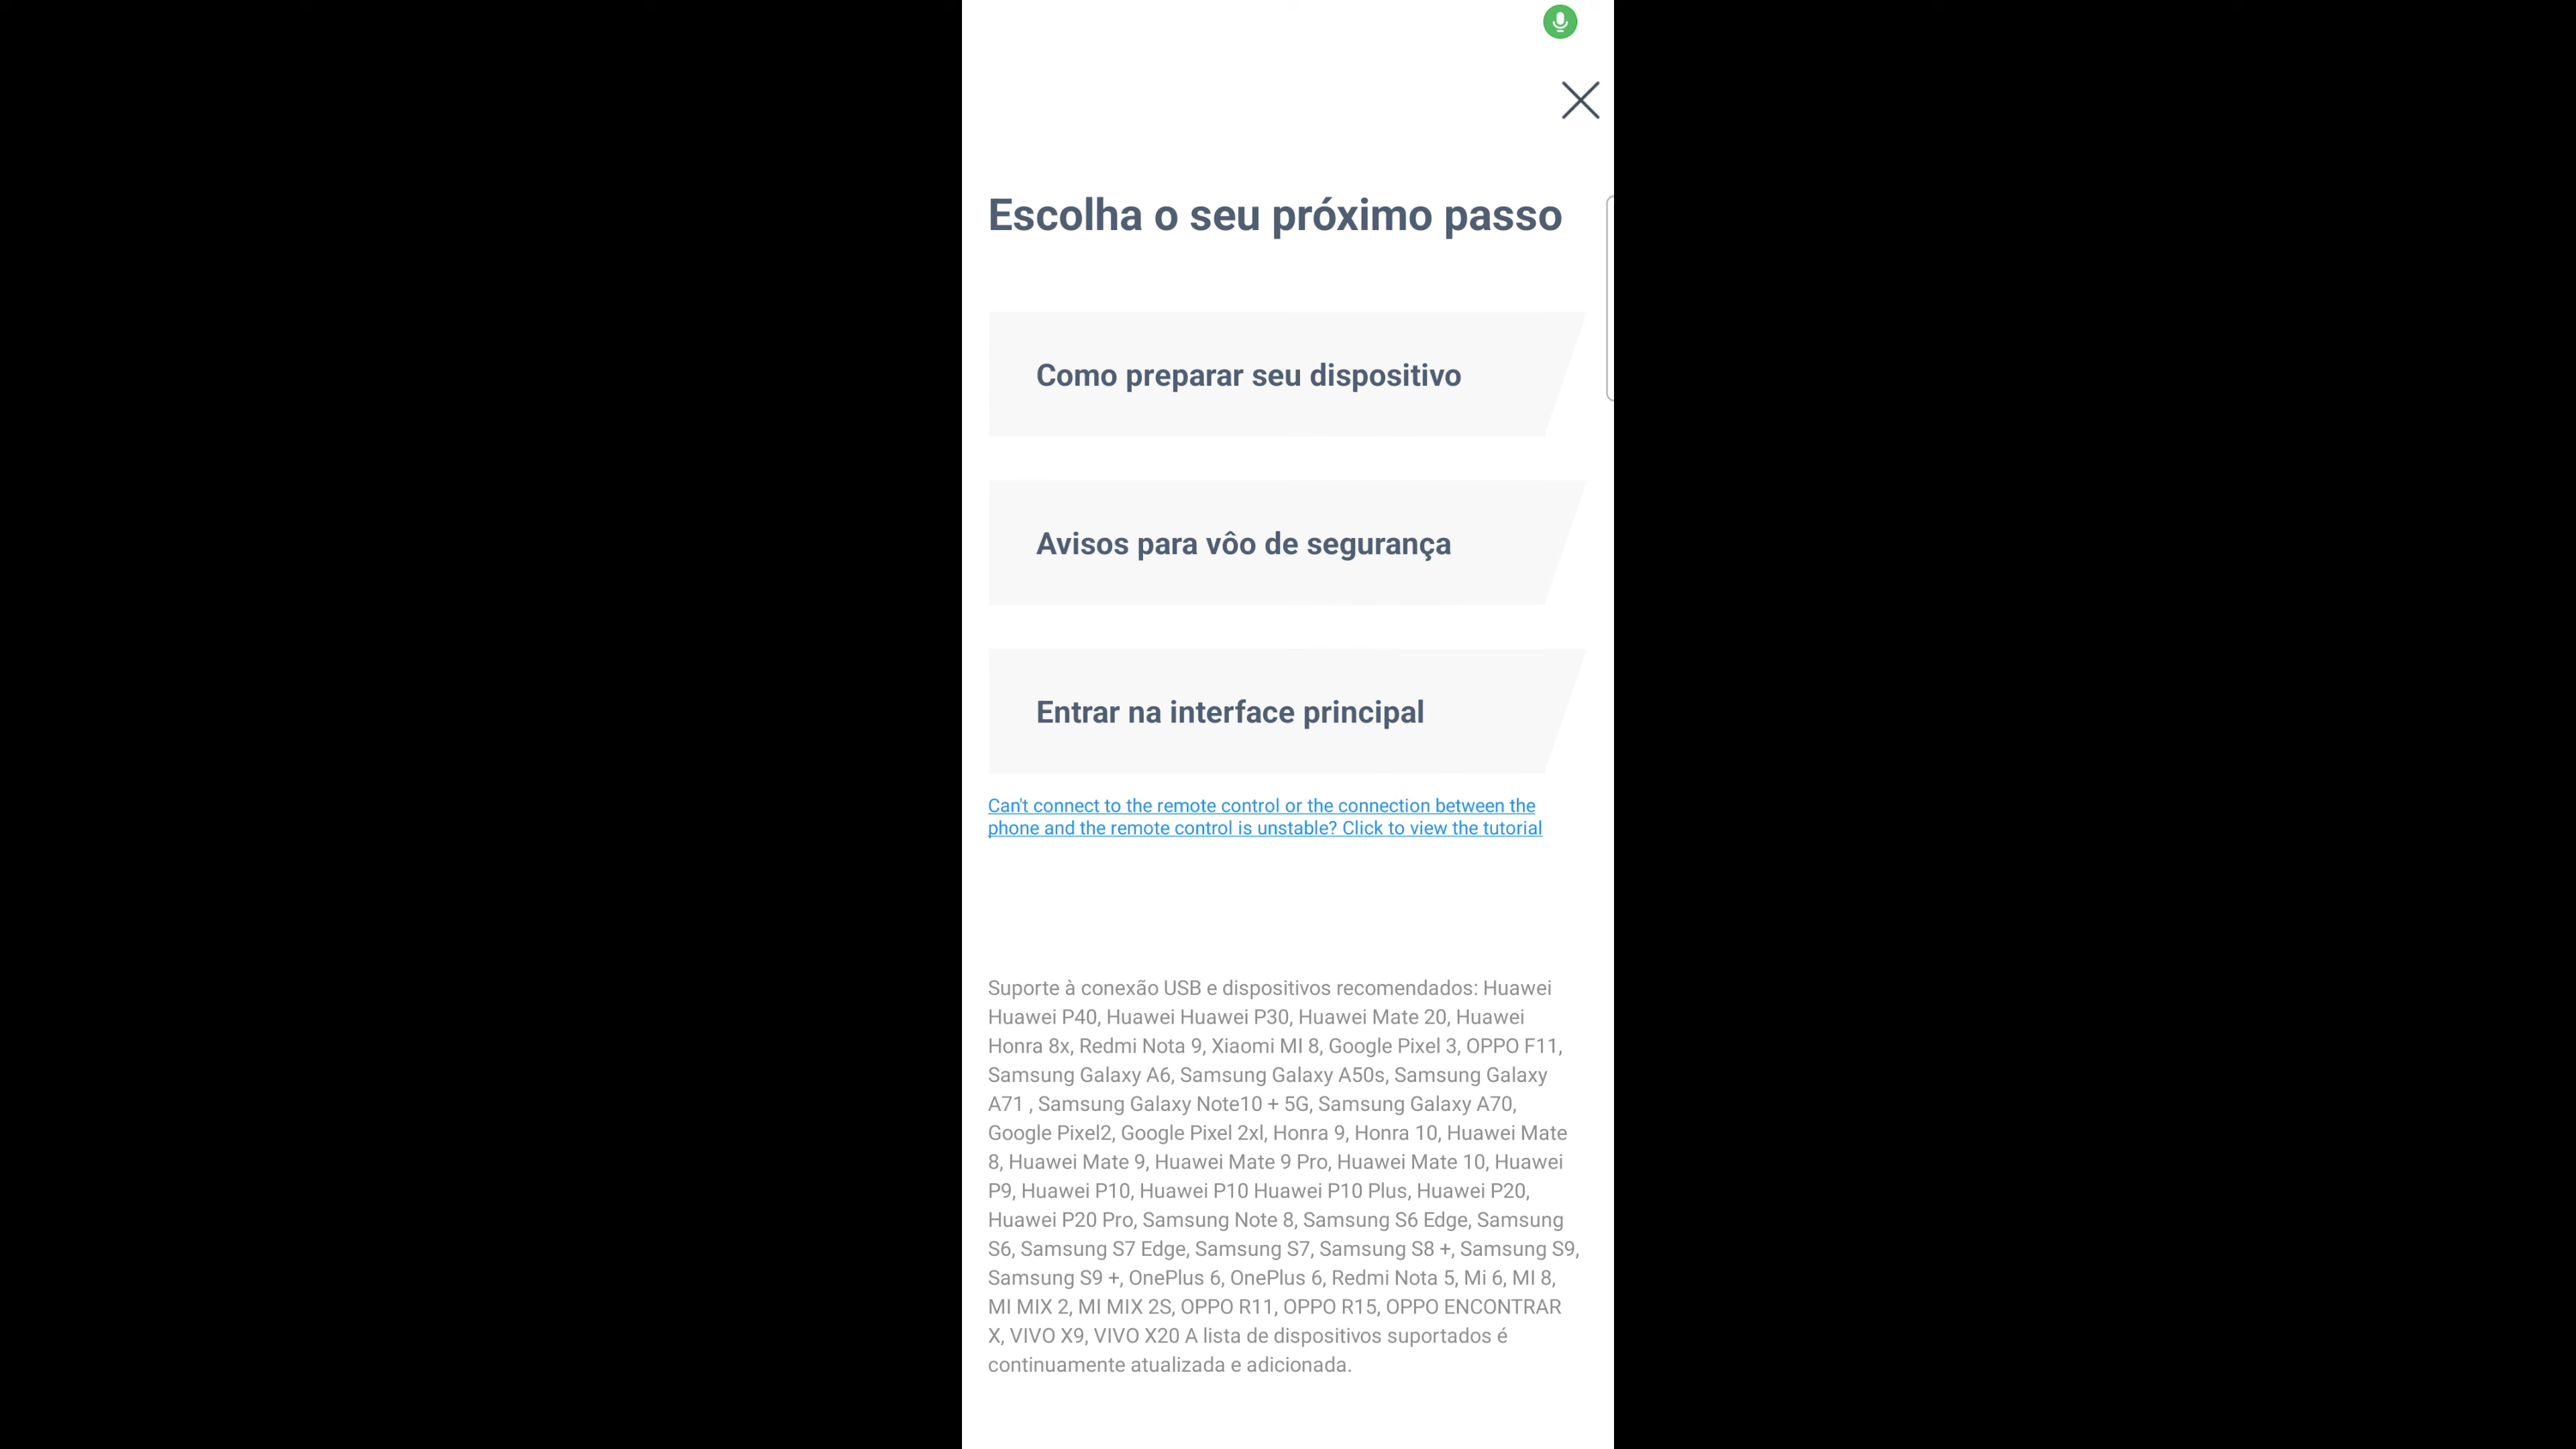 Escolha o seu próximo passo
Como preparar seu dispositivo
Avisos para vôo de segurança
Entrar na interface principal
Can't connect to the remote control or the connection between the
phone and the remote control is unstable? Click to view the tutorial
Suporte à conexão USB e dispositivos recomendados: Huawei
Huawei P40, Huawei Huawei P30, Huawei Mate 20, Huawei
Honra 8x, Redmi Nota 9, Xiaomi MI 8, Google Pixel 3, OPPO F11,
Samsung Galaxy A6, Samsung Galaxy A50s, Samsung Galaxy
A71 , Samsung Galaxy Note10 + 5G, Samsung Galaxy A70,
Google Pixel2, Google Pixel 2xl, Honra 9, Honra 10, Huawei Mate
8, Huawei Mate 9, Huawei Mate 9 Pro, Huawei Mate 10, Huawei
P9, Huawei P10, Huawei P10 Huawei P10 Plus, Huawei P20,
Huawei P20 Pro, Samsung Note 8, Samsung S6 Edge, Samsung
S6, Samsung S7 Edge, Samsung S7, Samsung S8 +, Samsung S9,
Samsung S9 +, OnePlus 6, OnePlus 6, Redmi Nota 5, Mi 6, MI 8,
MI MIX 2, MI MIX 2S, OPPO R11, OPPO R15, OPPO ENCONTRAR
X, VIVO X9, VIVO X20 A lista de dispositivos suportados é
continuamente atualizada e adicionada.